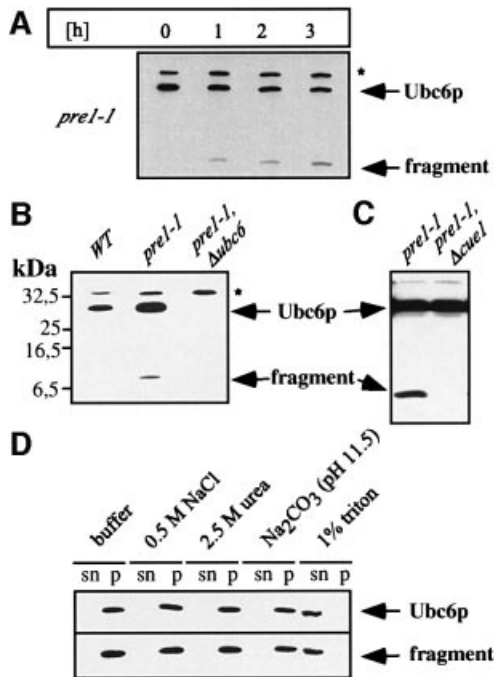 A
[h] 0 1 2 3
*
Ubc6p
pre1-1
fragment
B
C
WT
pre1-1
pre1-1,
Δubc6
pre1-1
pre1-1,
Δcue1
kDa
32,5
*
Ubc6p
25
16,5
fragment
6,5
D
buffer
0.5 M NaCl
2.5 M urea
Na2CO3 (pH 11.5)
1% triton
sn p sn p sn p sn p sn p
Ubc6p
fragment